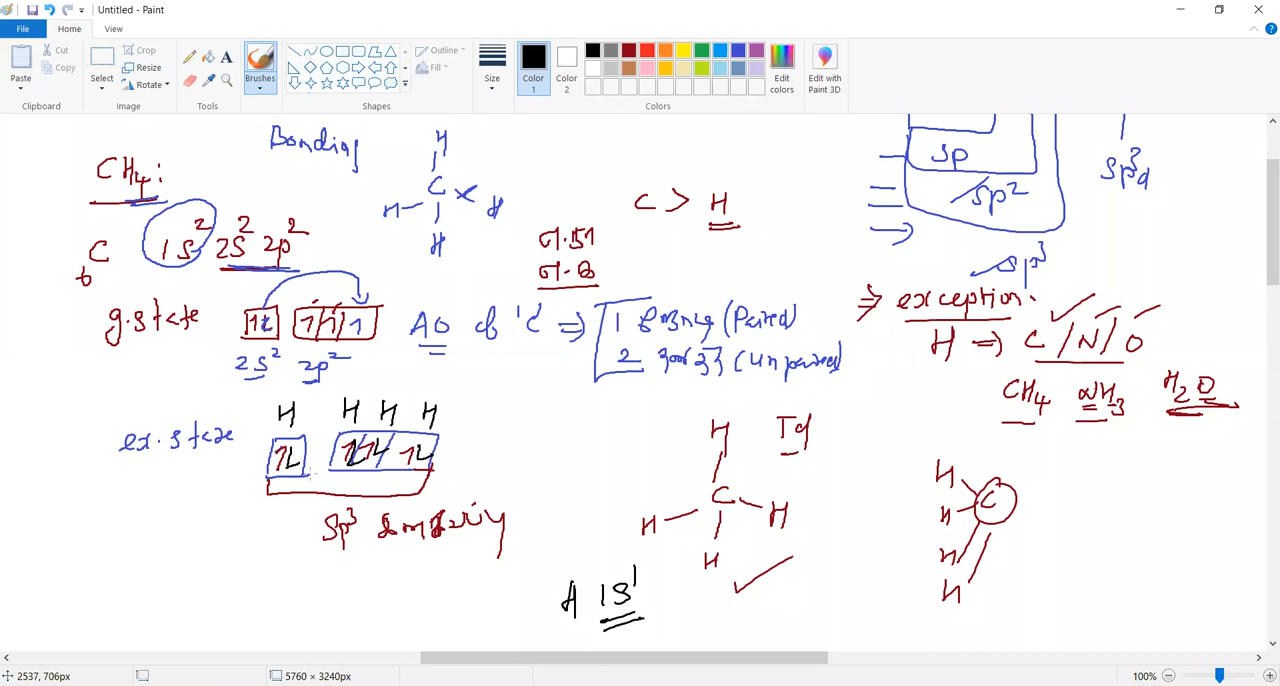 Untitled - Paint
File
Home
View
Paste
Cut
Copy
Clipboard
Select
Crop
Resize
Rotate
Image
Tools
Brushes
Shapes
Outline
Fill
Size
Color 1
Color 2
Edit colors
Colors
Edit with Paint 3D
Bonding
CH4:
H
C
H
H
C 1s² 2s² 2p²
6
C > H
sp
sp²
sp³
sp³d
g.state
2s² 2p²
AO of 'C' ⇒
1 (Paired)
2 (unpaired)
⇒ exception:
H ⇒ C/N/O
CH4 NH3 H2O
ex. state
H H H H
sp³
H
Td
H C H
H
H 1s¹
H
H
C
H
H
2537, 706px
5760 × 3240px
100%